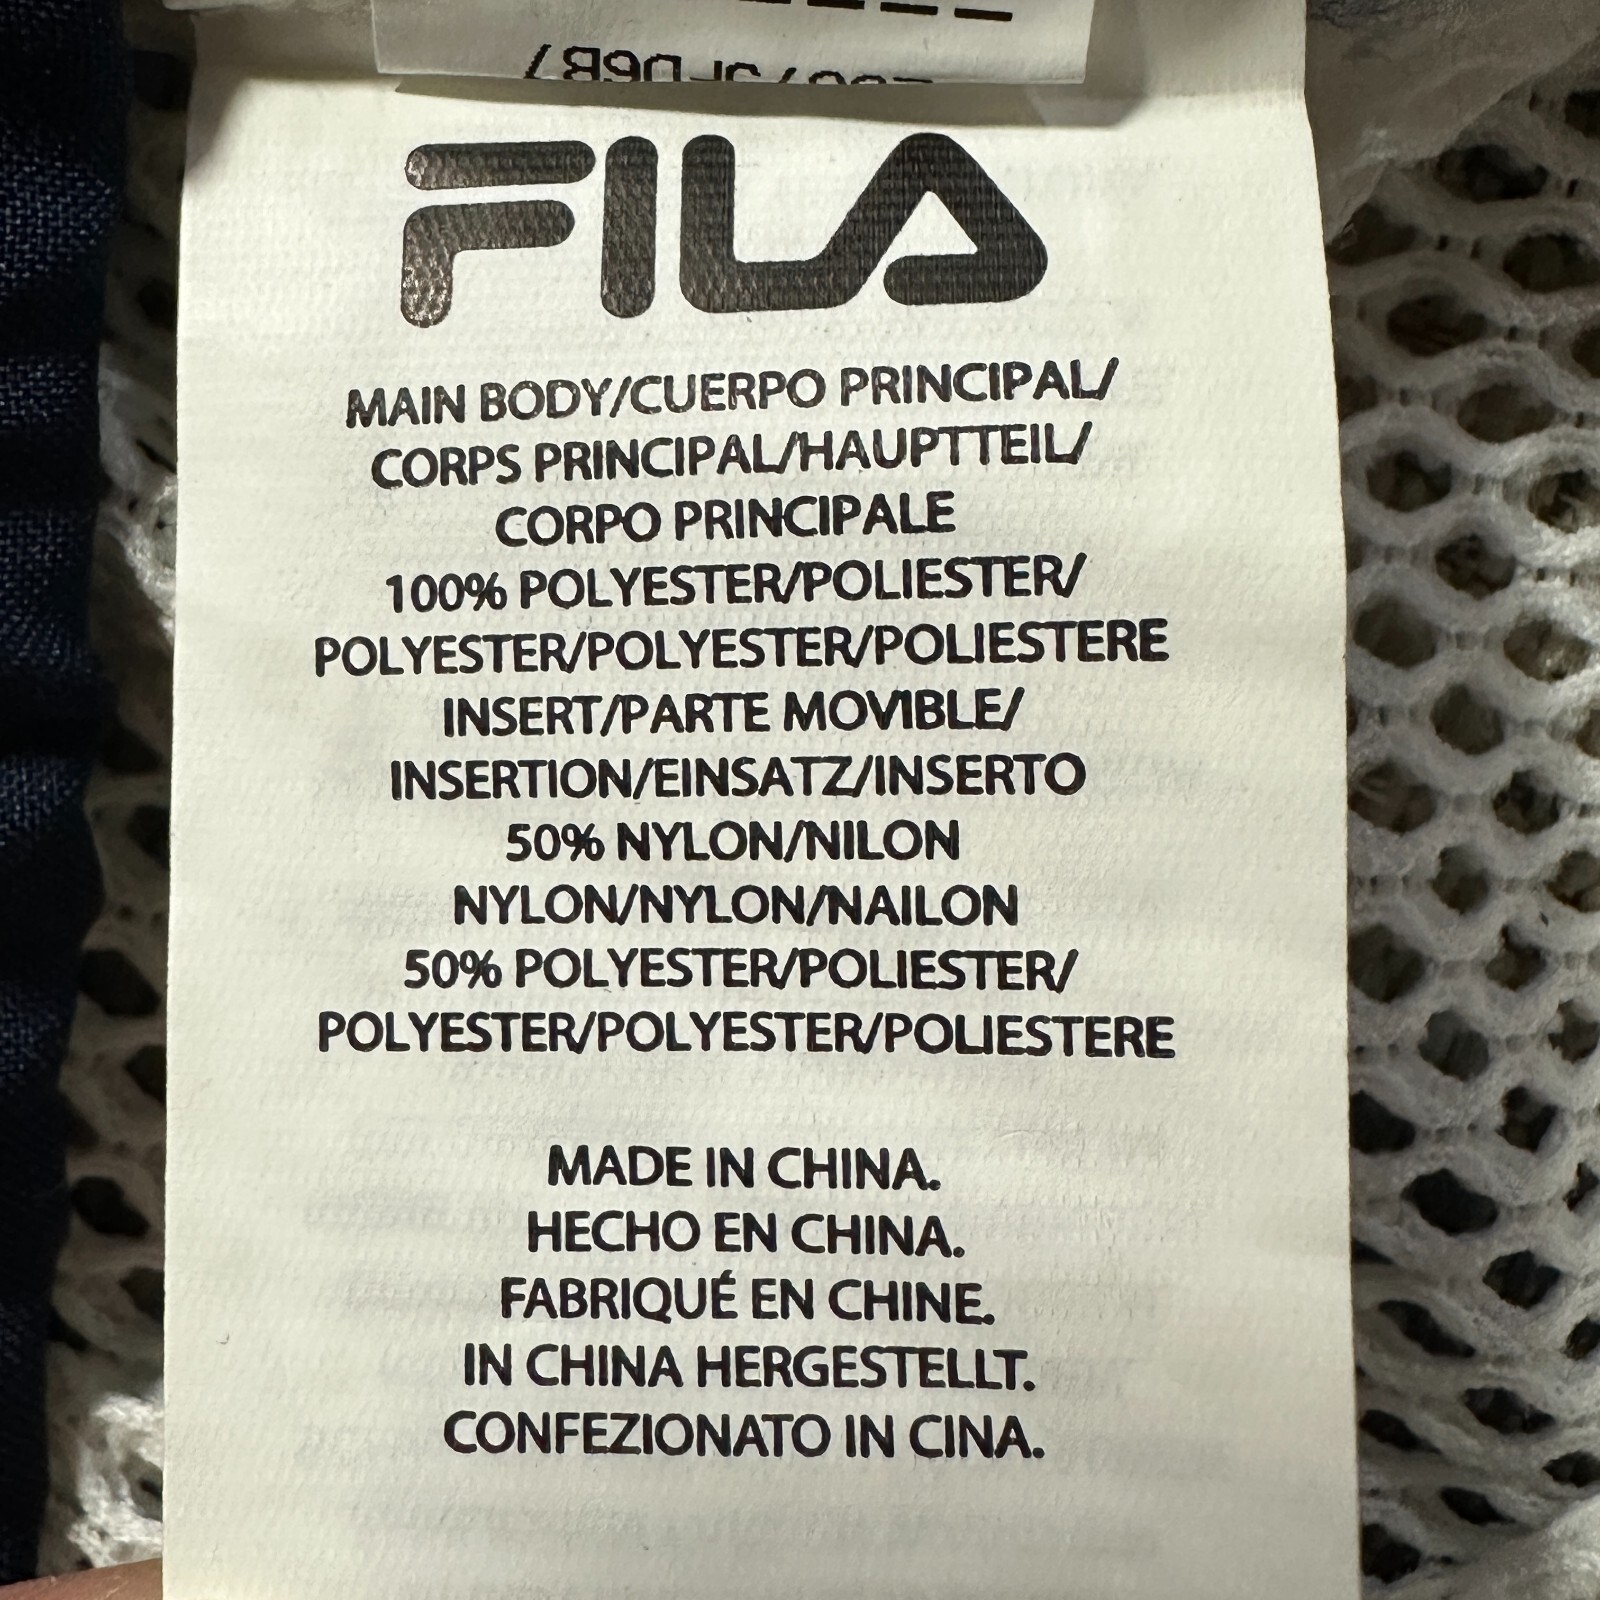 FILA
MAIN BODY/CUERPO PRINCIPAL/
CORPS PRINCIPAL/HAUPTTEIL/
CORPO PRINCIPALE
100% POLYESTER/POLIESTER/
POLYESTER/POLYESTER/POLIESTERE
INSERT/PARTE MOVIBLE/
INSERTION/EINSATZ/INSERTO
50% NYLON/NILON
NYLON/NYLON/NAILON
50% POLYESTER/POLIESTER/
POLYESTER/POLYESTER/POLIESTERE
MADE IN CHINA.
HECHO EN CHINA.
FABRIQUÉ EN CHINE.
IN CHINA HERGESTELLT.
CONFEZIONATO IN CINA.